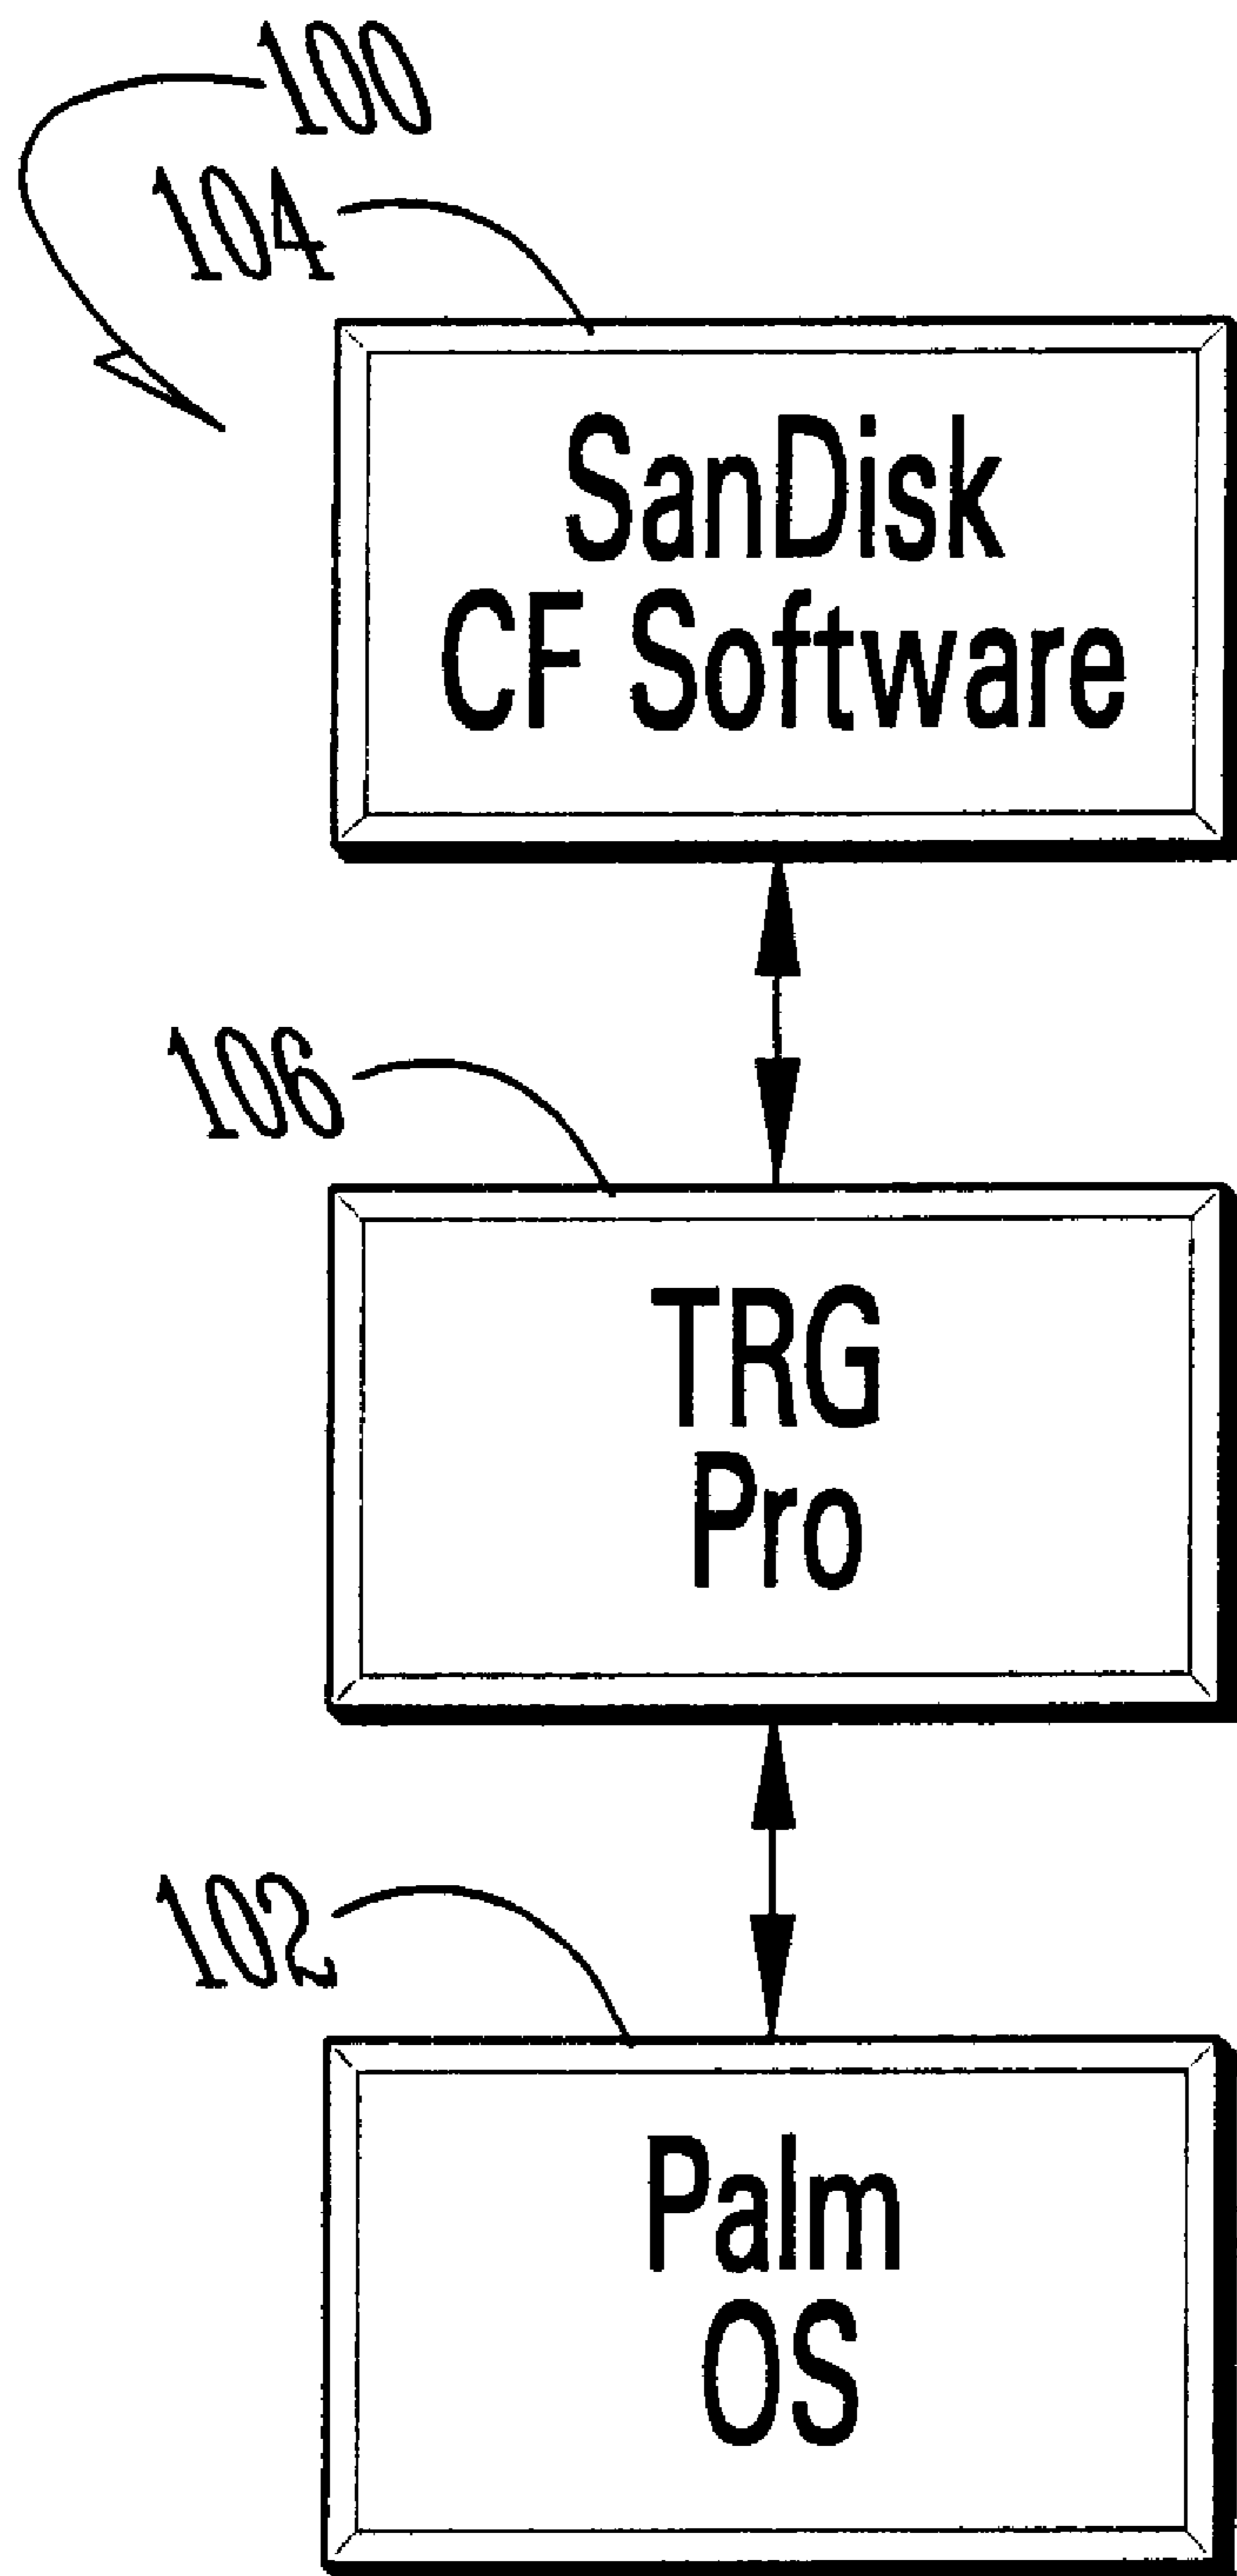 100
104
SanDisk
CF Software
106
TRG
Pro
102
Palm
OS